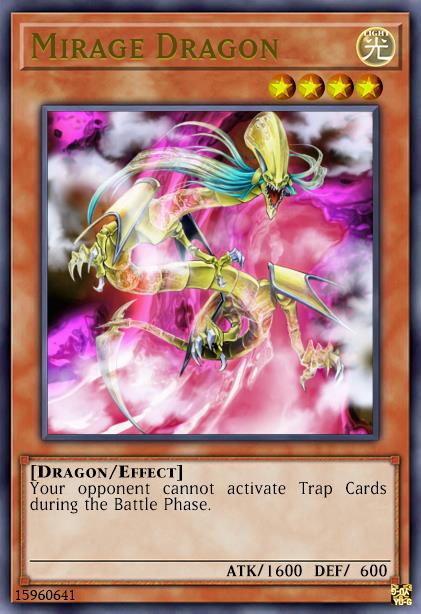 Mirage Dragon
LIGHT
光
[Dragon/Effect]
Your opponent cannot activate Trap Cards
during the Battle Phase.
ATK/1600 DEF/ 600
15960641